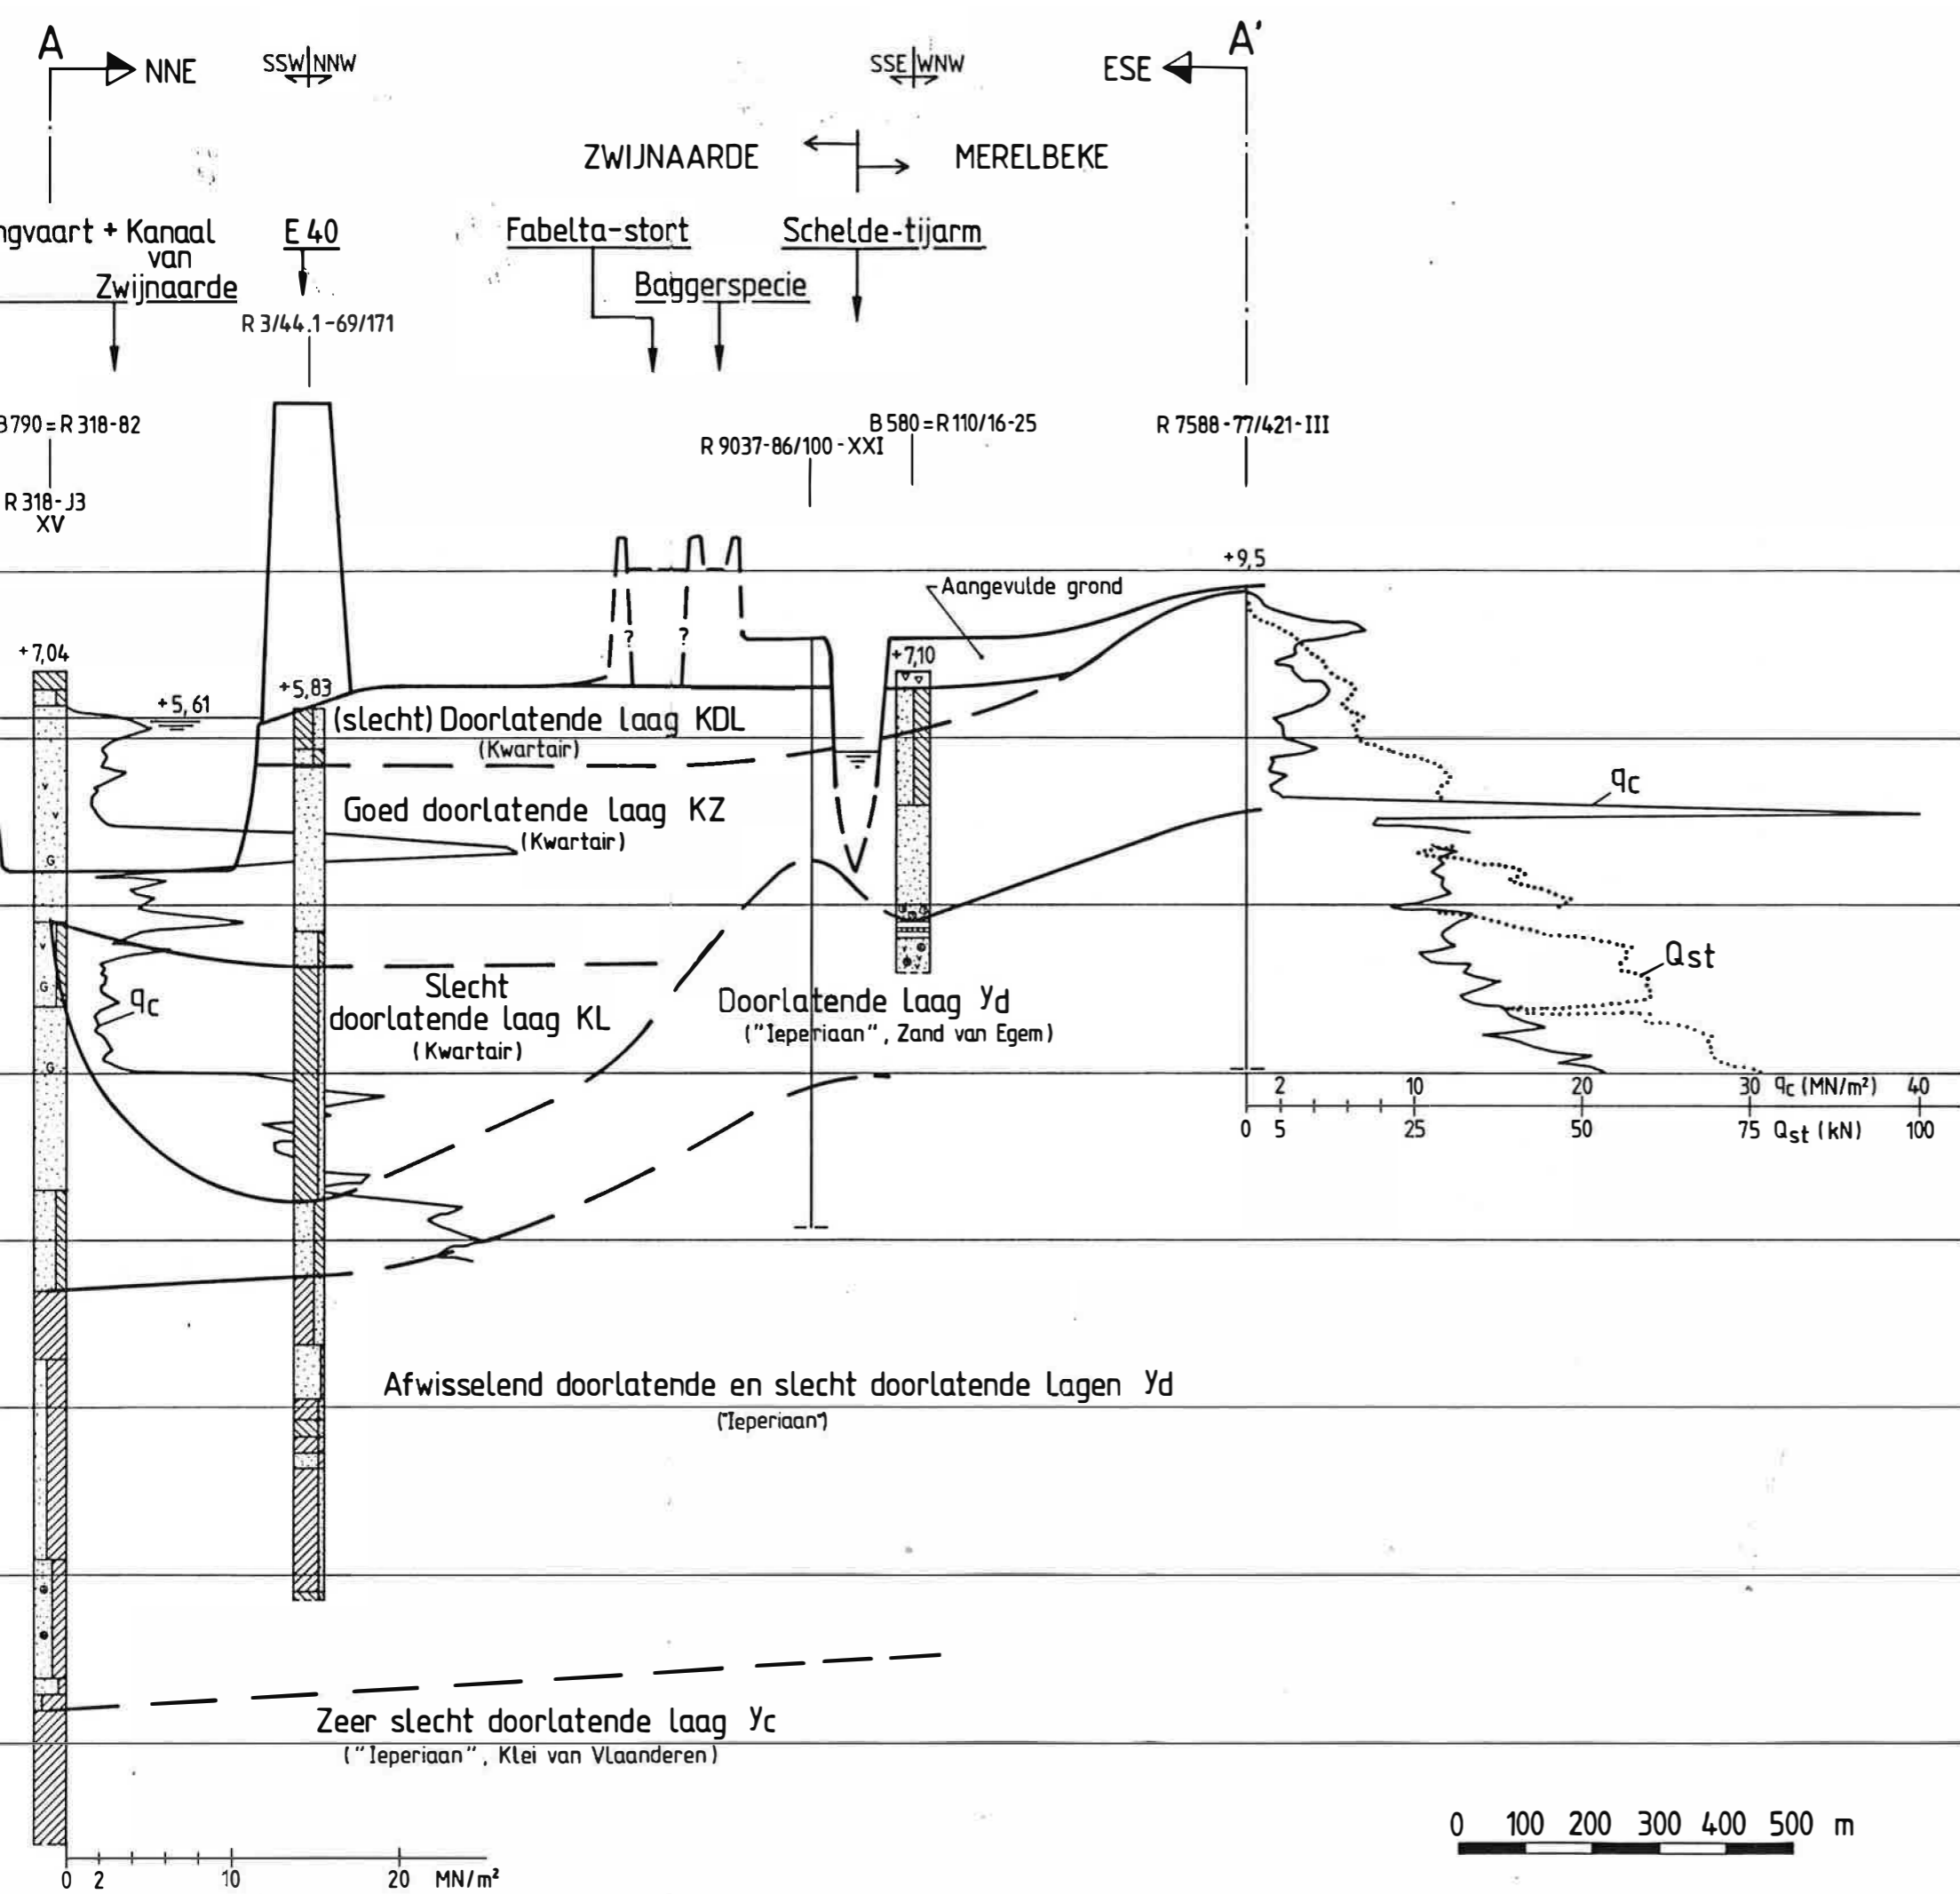 A
NNE
SSW NNW
SSE WNW
ESE
A'
ZWIJNAARDE
MERELBEKE
ngvaart + Kanaal
van
Zwijnaarde
E 40
Fabelta-stort
Baggerspecie
Schelde-tijarm
R 3/44.1-69/171
B790=R 318-82
R 318-J3
XV
R 9037-86/100-XXI
B 580=R 110/16-25
R 7588-77/421-III
+9,5
Aangevulde grond
+7,04
+5,61
+5,83
+7,10
? ?
(slecht) Doorlatende laag KDL
(Kwartair)
Goed doorlatende laag KZ
(Kwartair)
qc
G
G
G
qc
Qst
Slecht
doorlatende laag KL
(Kwartair)
Doorlatende laag yd
("Ieperiaan", Zand van Egem)
2 10 20 30 qc (MN/m²) 40
0 5 25 50 75 Qst (kN) 100
Afwisselend doorlatende en slecht doorlatende lagen yd
("Ieperiaan")
Zeer slecht doorlatende laag yc
("Ieperiaan", Klei van Vlaanderen)
0 2 10 20 MN/m²
0 100 200 300 400 500 m